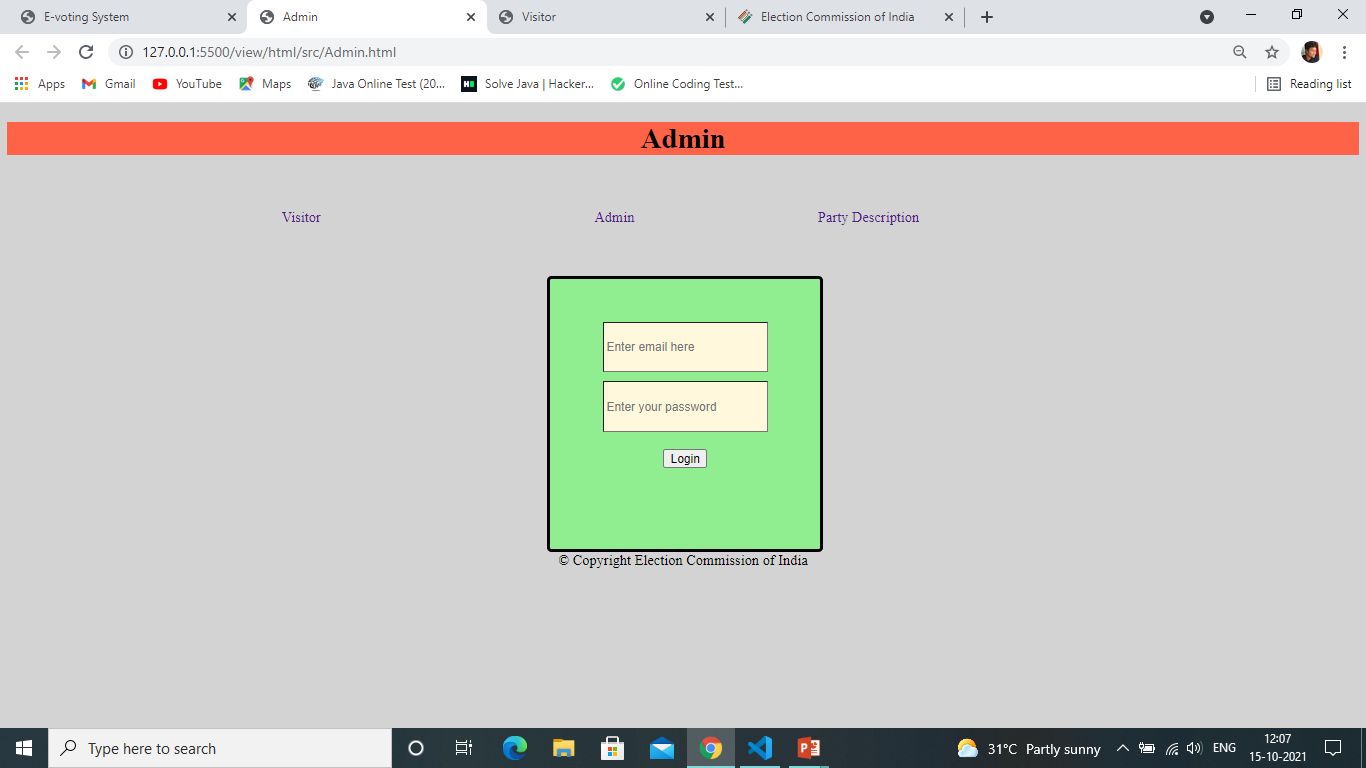 E-voting System
Admin
Visitor
Election Commission of India
127.0.0.1:5500/view/html/src/Admin.html
Apps
Gmail
YouTube
Maps
Java Online Test (20...
Solve Java | Hacker...
Online Coding Test...
Reading list
Admin
Visitor
Admin
Party Description
Enter email here
Enter your password
Login
© Copyright Election Commission of India
Type here to search
31°C Partly sunny
ENG
12:07
15-10-2021